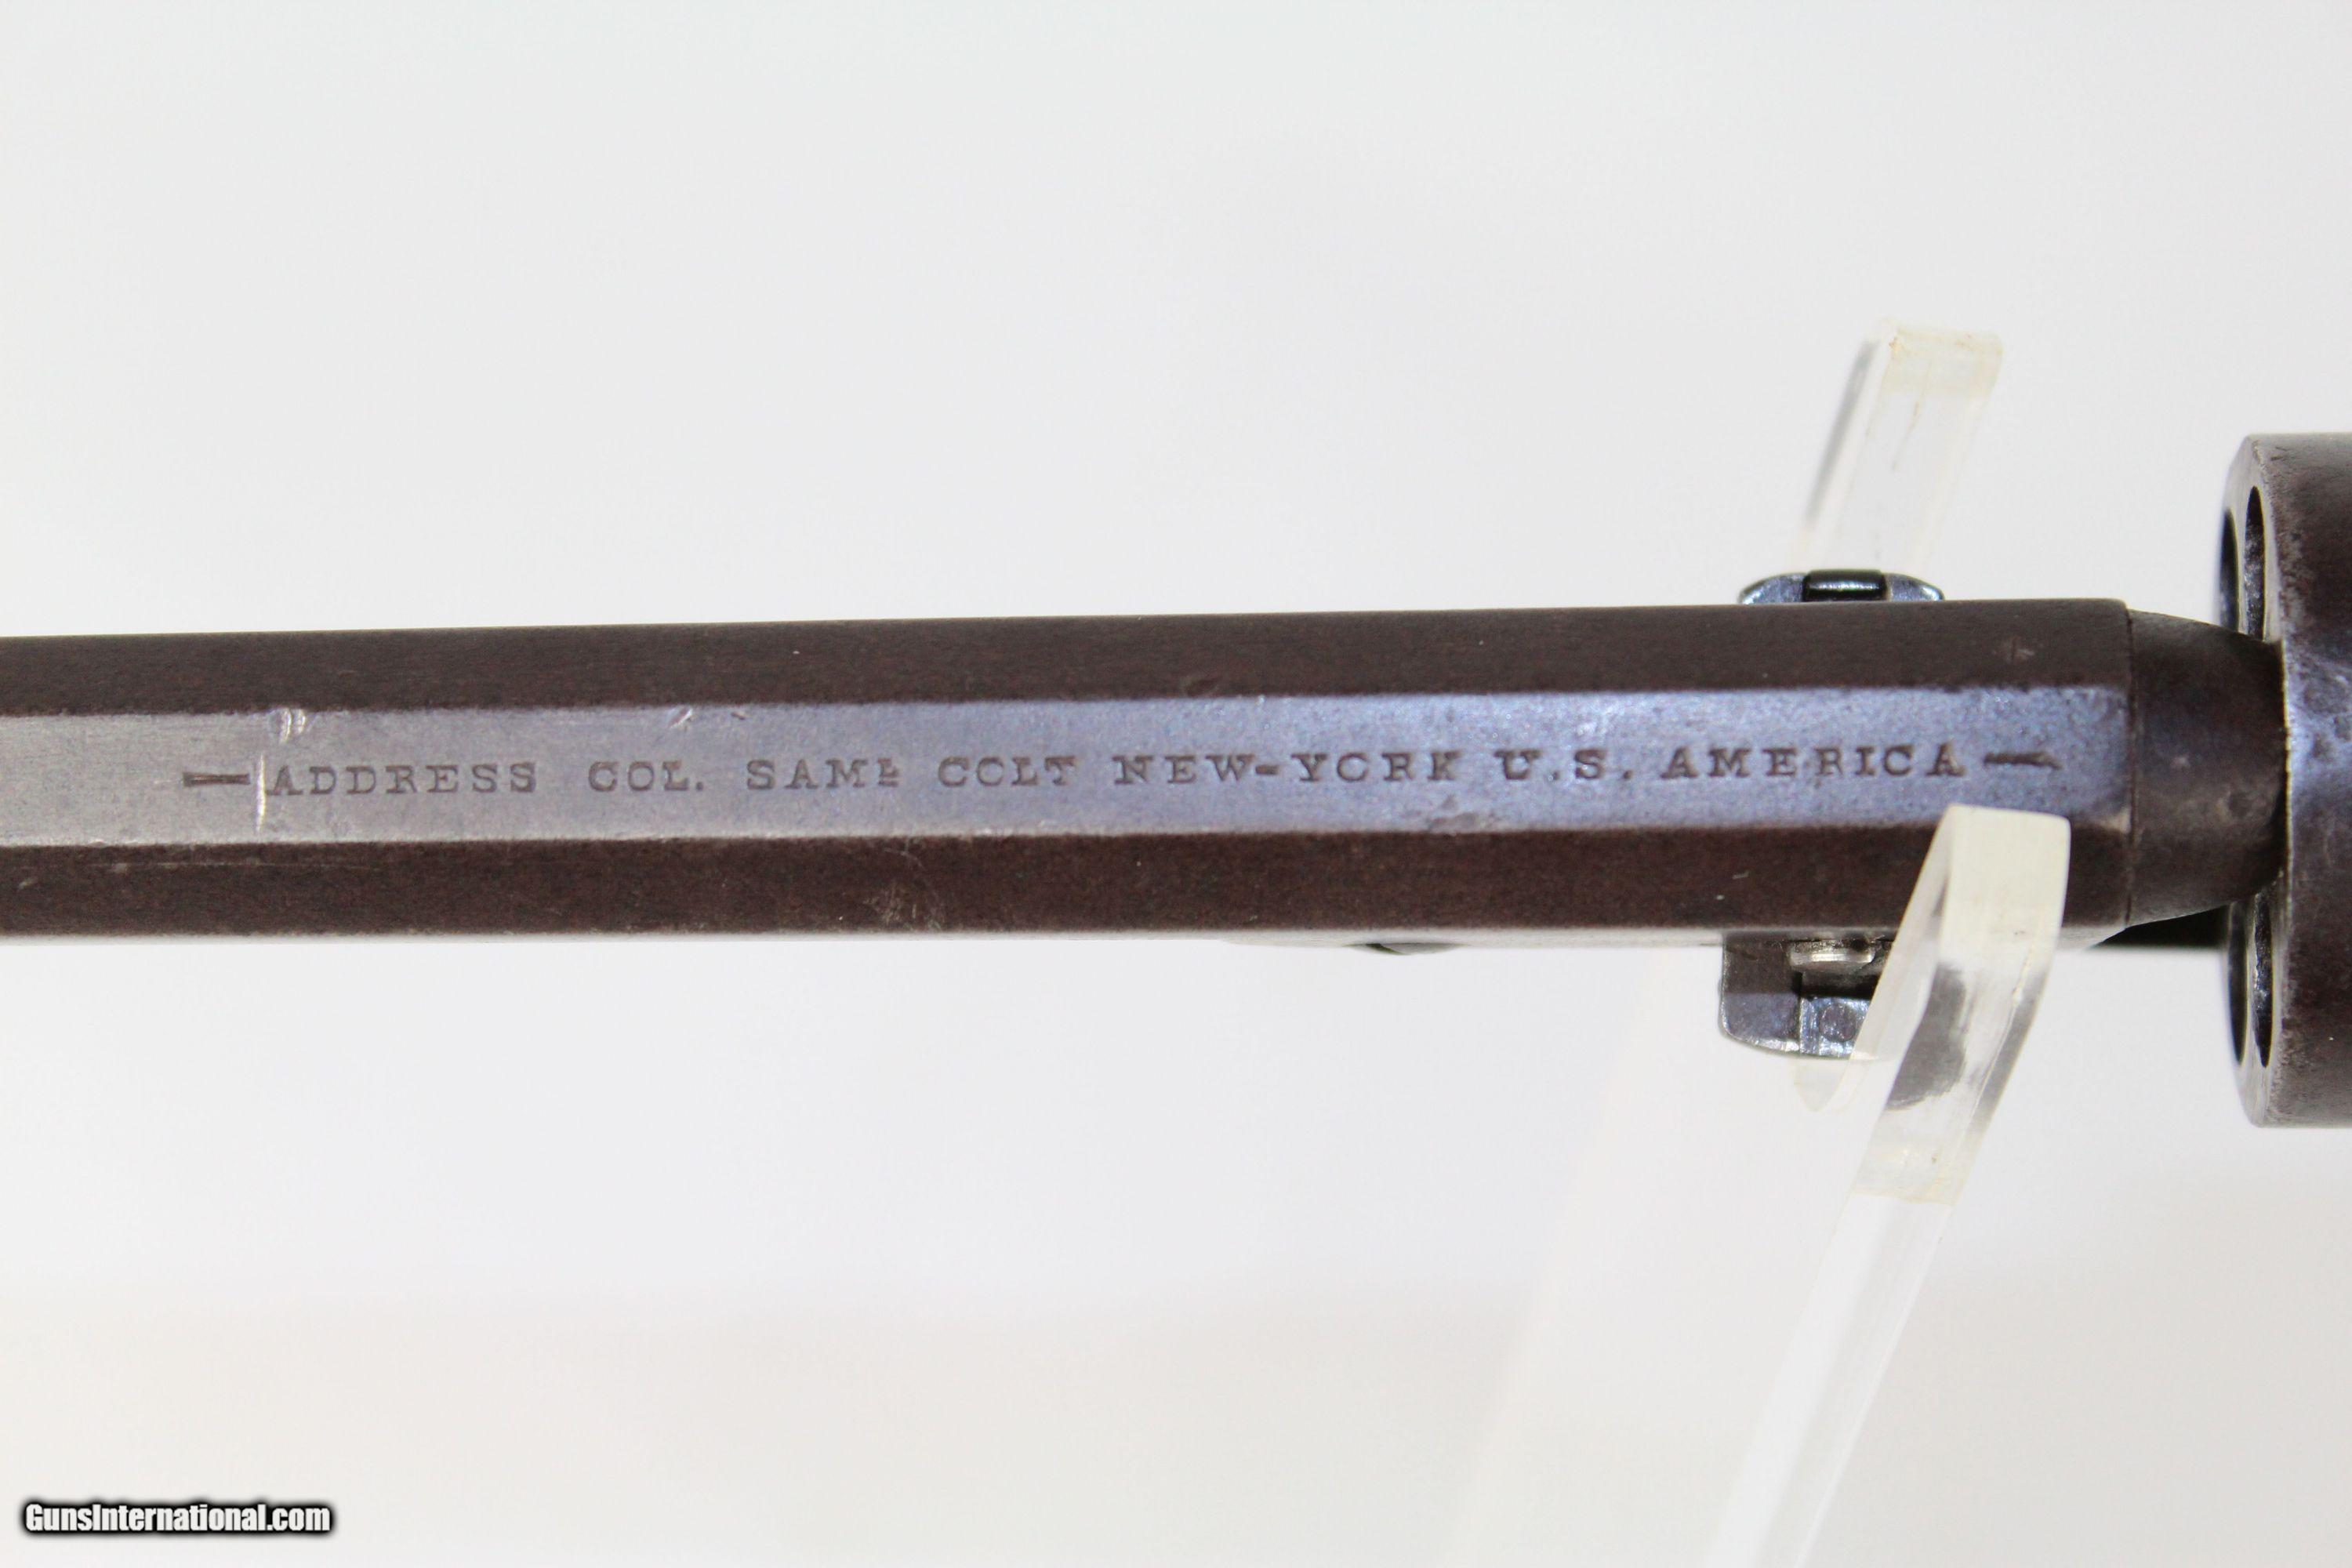 —ADDRESS COL. SAMˡ COLT NEW-YORK U.S. AMERICA—
GunsInternational.com